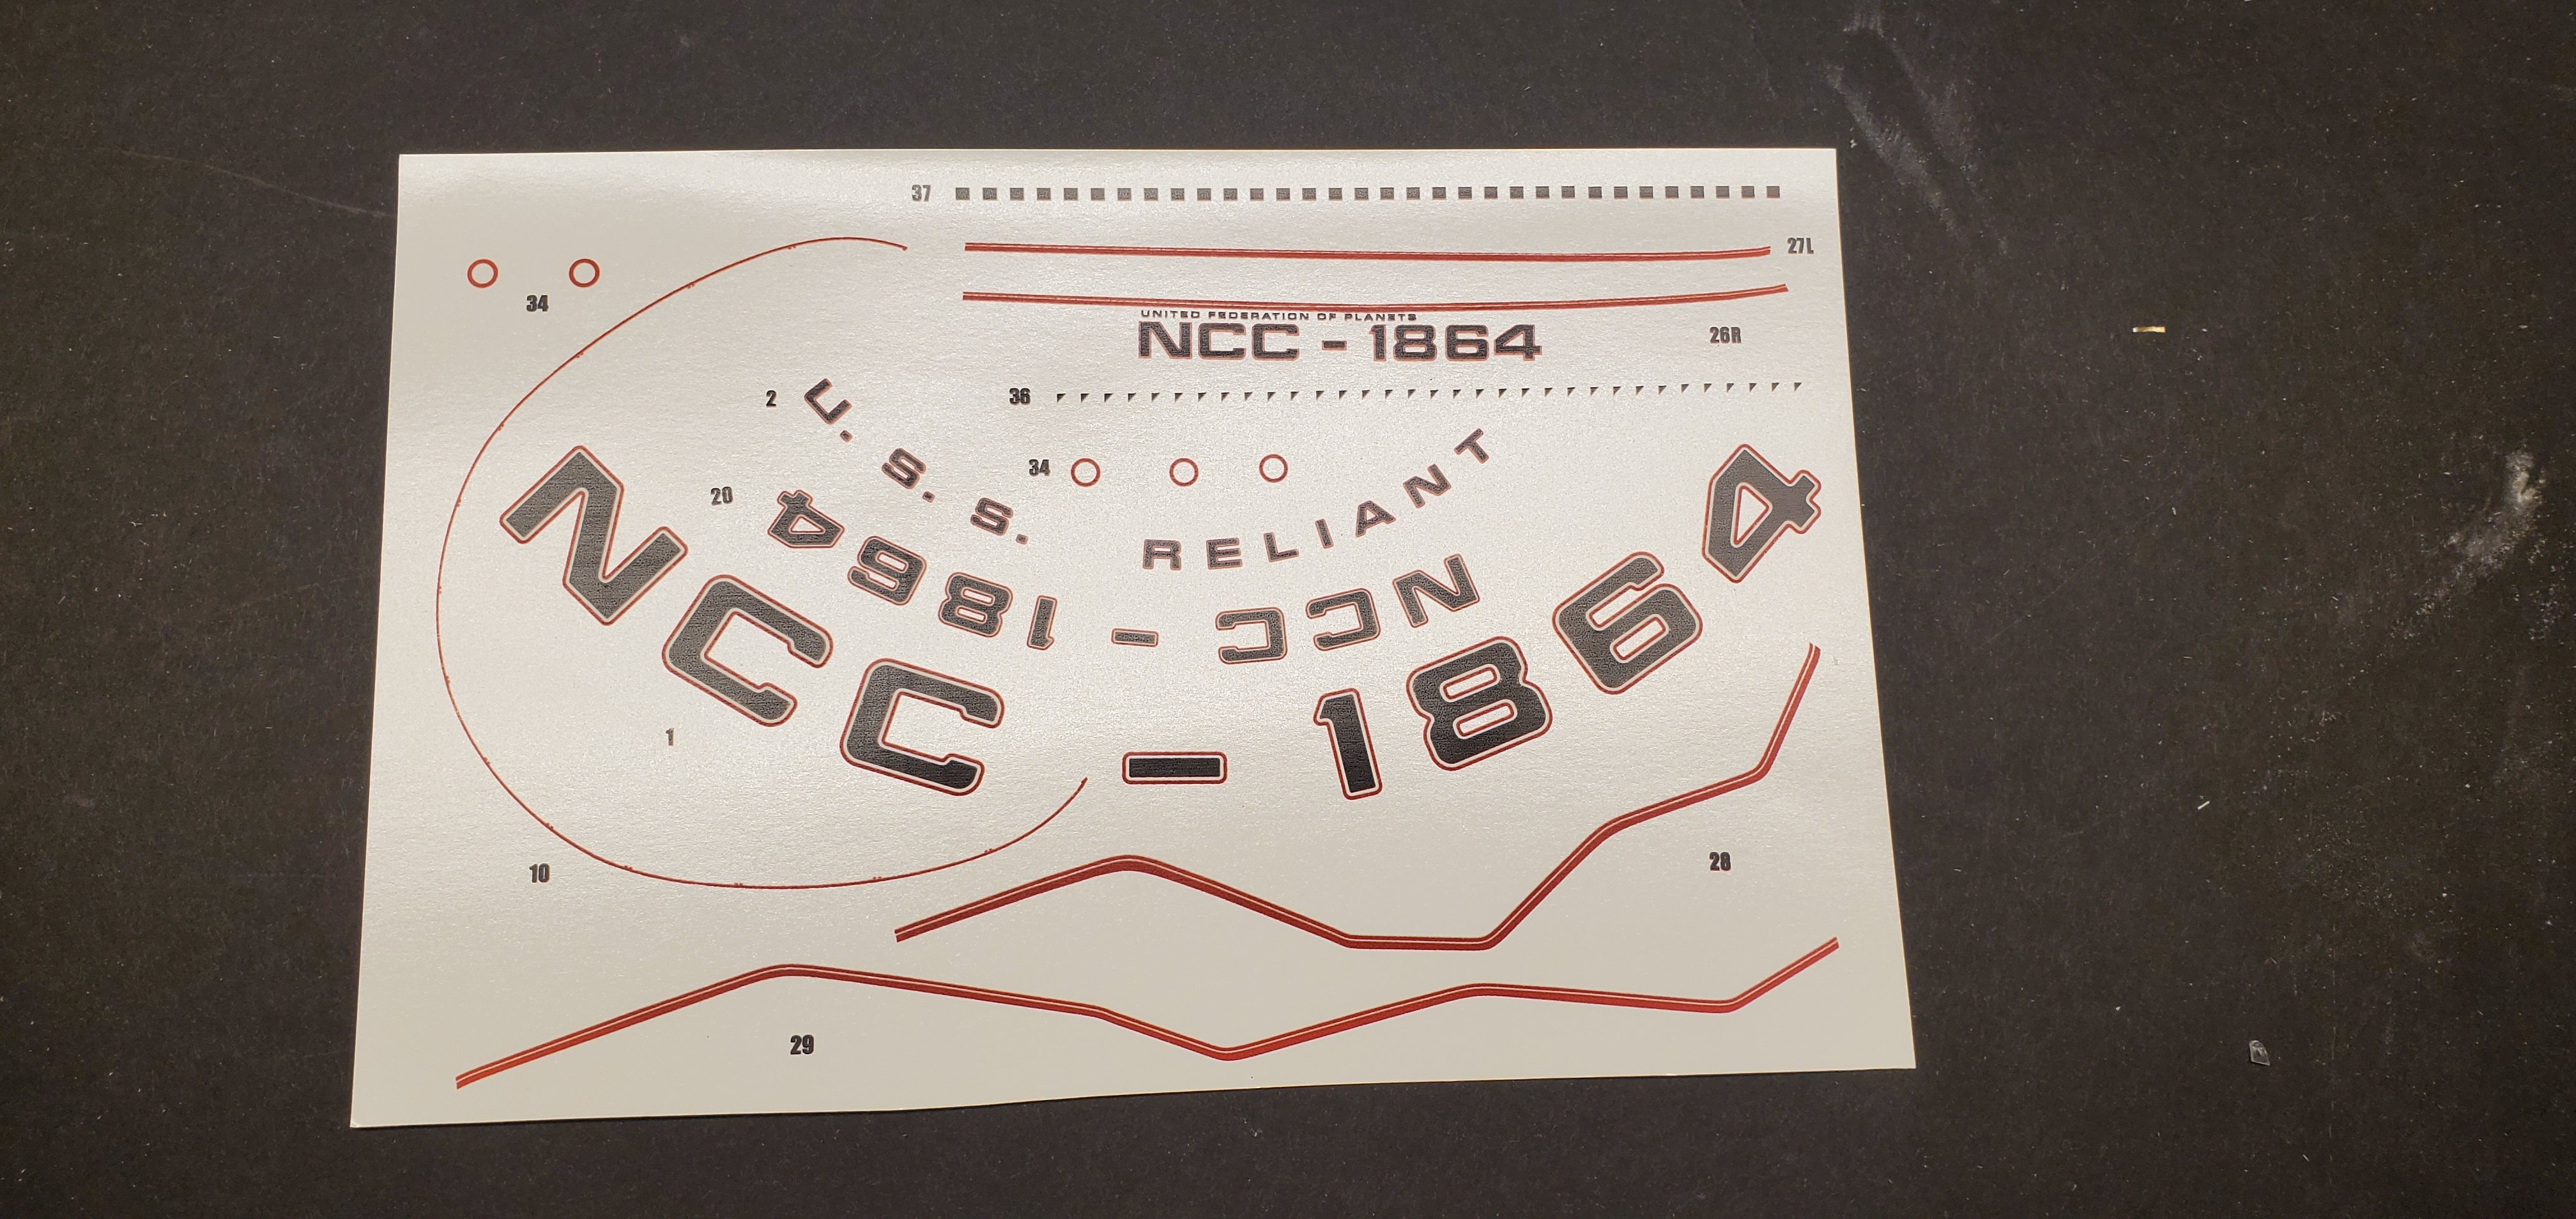 37
27L
34
UNITED FEDERATION OF PLANETS
NCC - 1864
26R
2
U.S.S. RELIANT
36
34
20
NCC - 1864
NCC - 1864
1
10
28
29